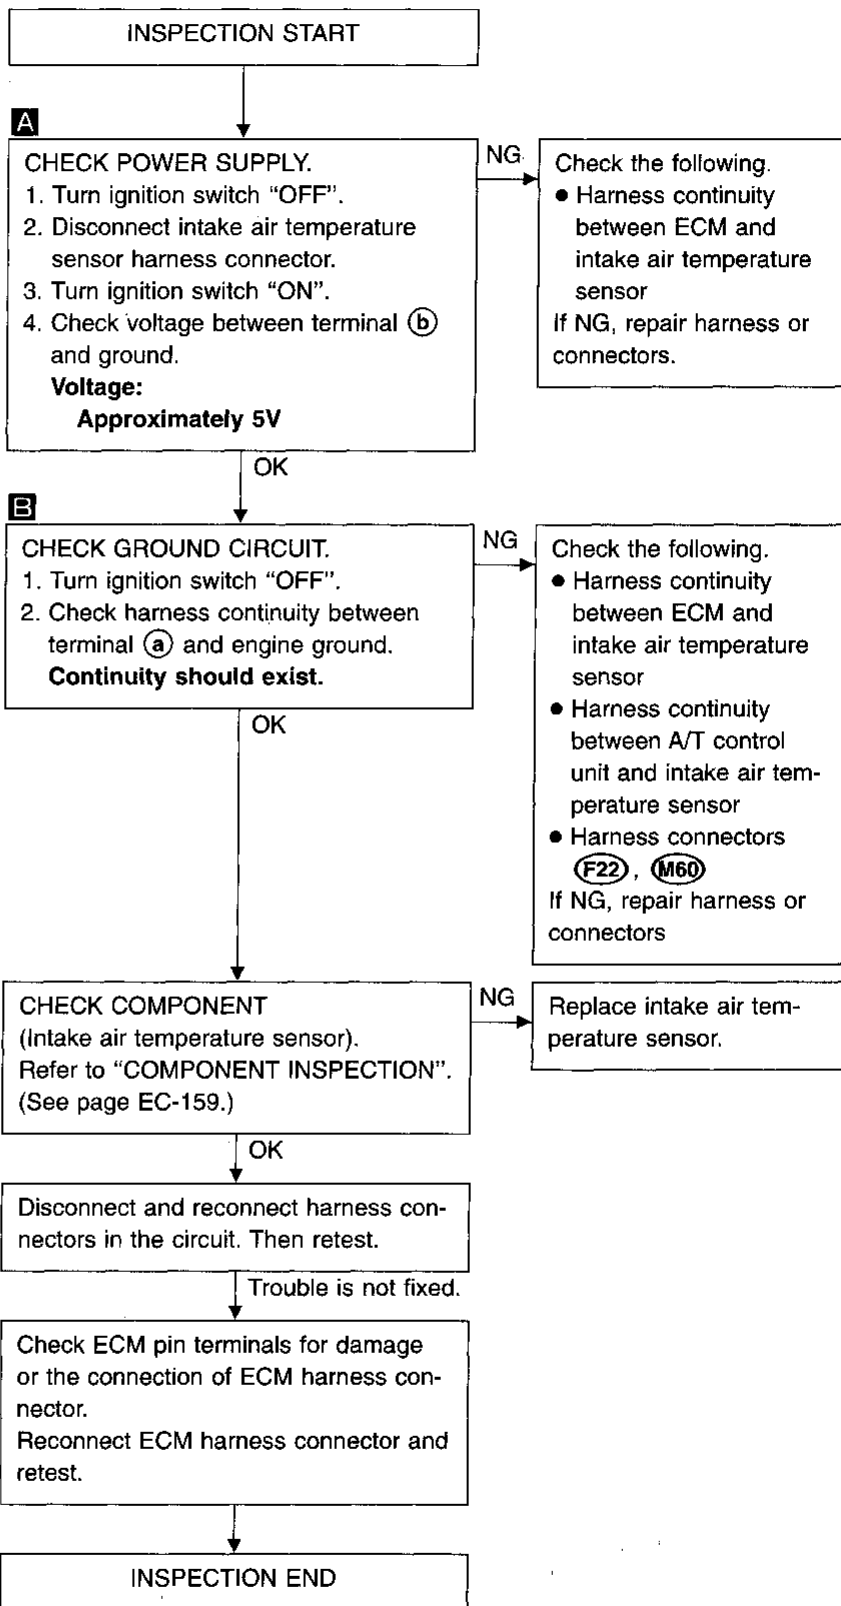 INSPECTION START
A
CHECK POWER SUPPLY.
1. Turn ignition switch “OFF”.
2. Disconnect intake air temperature
sensor harness connector.
3. Turn ignition switch “ON”.
4. Check voltage between terminal ⓑ
and ground.
Voltage:
Approximately 5V
NG
Check the following.
● Harness continuity
between ECM and
intake air temperature
sensor
If NG, repair harness or
connectors.
OK
B
CHECK GROUND CIRCUIT.
1. Turn ignition switch “OFF”.
2. Check harness continuity between
terminal ⓐ and engine ground.
Continuity should exist.
NG
Check the following.
● Harness continuity
between ECM and
intake air temperature
sensor
● Harness continuity
between A/T control
unit and intake air tem-
perature sensor
● Harness connectors
F22, M60
If NG, repair harness or
connectors
OK
CHECK COMPONENT
(Intake air temperature sensor).
Refer to “COMPONENT INSPECTION”.
(See page EC-159.)
NG
Replace intake air tem-
perature sensor.
OK
Disconnect and reconnect harness con-
nectors in the circuit. Then retest.
Trouble is not fixed.
Check ECM pin terminals for damage
or the connection of ECM harness con-
nector.
Reconnect ECM harness connector and
retest.
INSPECTION END